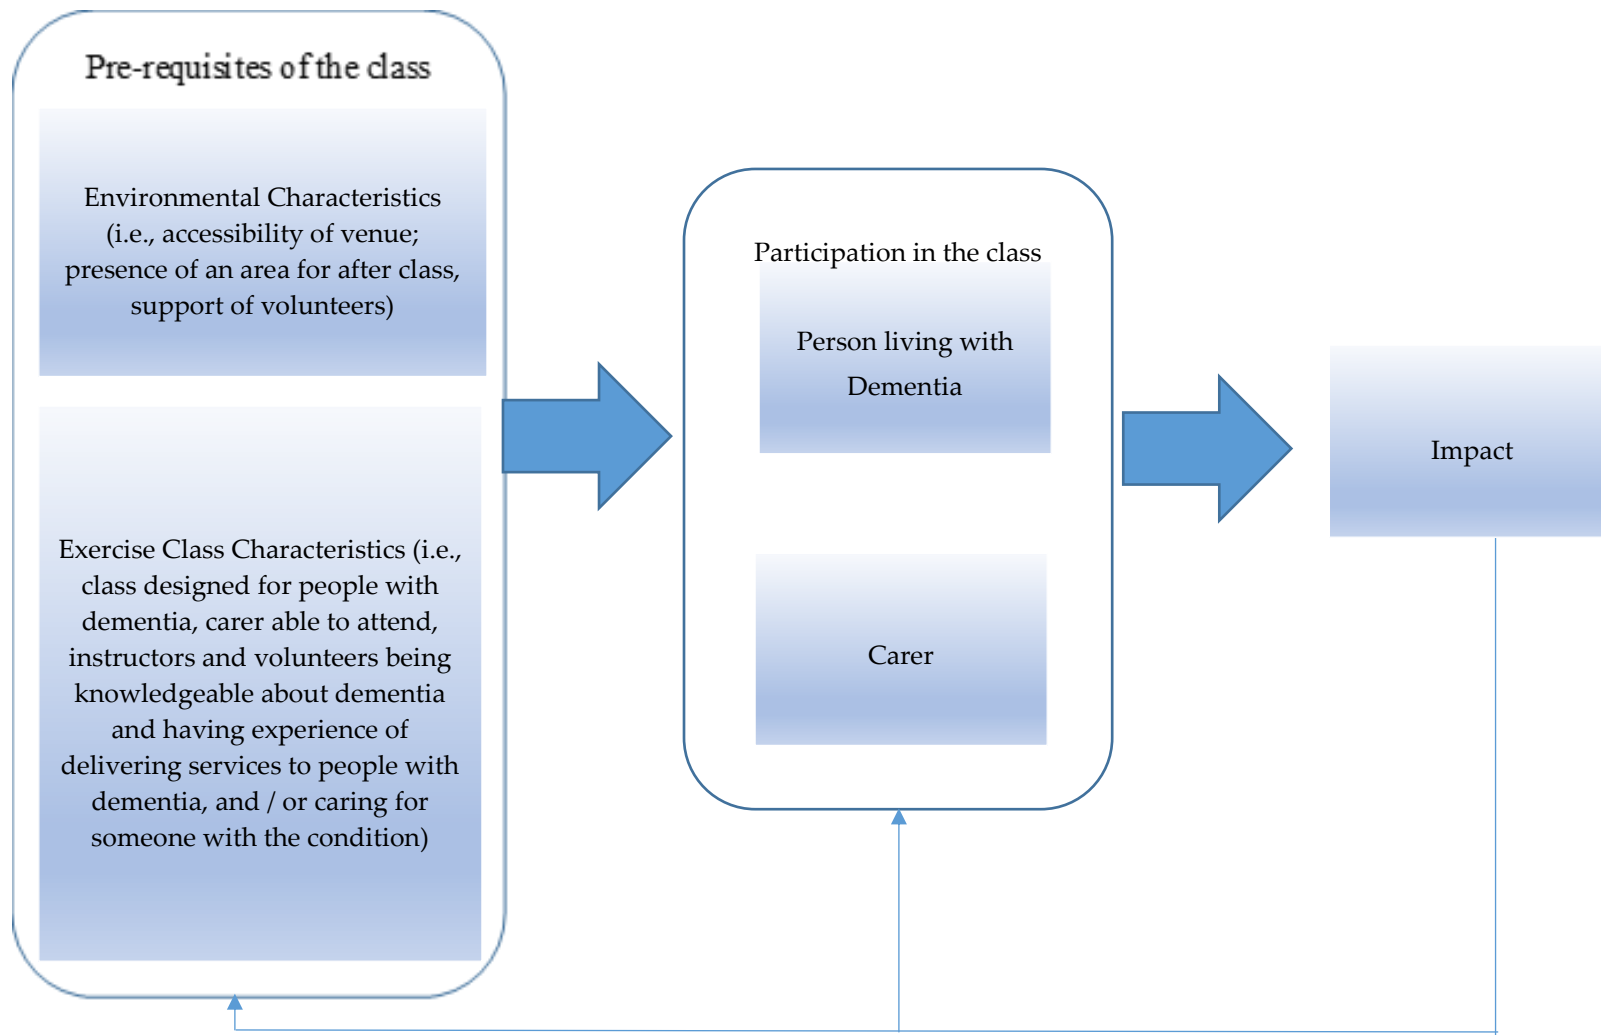 Pre-requisites of the class
Environmental Characteristics
(i.e., accessibility of venue;
presence of an area for after class,
support of volunteers)
Exercise Class Characteristics (i.e.,
class designed for people with
dementia, carer able to attend,
instructors and volunteers being
knowledgeable about dementia
and having experience of
delivering services to people with
dementia, and / or caring for
someone with the condition)
Participation in the class
Person living with
Dementia
Carer
Impact